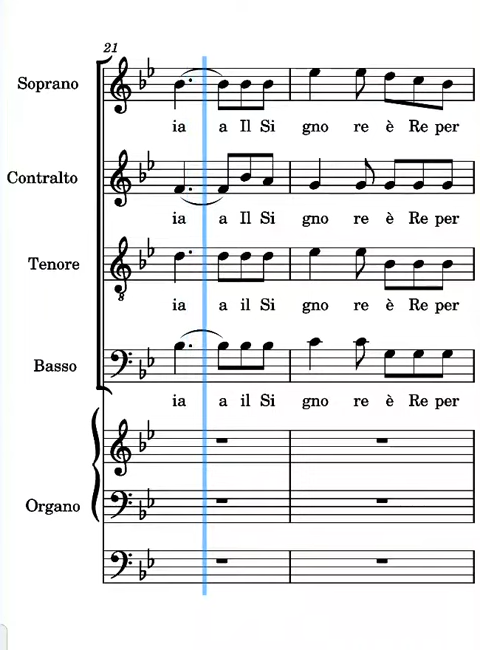 21
Soprano
ia a Il Si gno re è Re per
Contralto
ia a Il Si gno re è Re per
Tenore
8
ia a il Si gno re è Re per
Basso
ia a il Si gno re è Re per
Organo